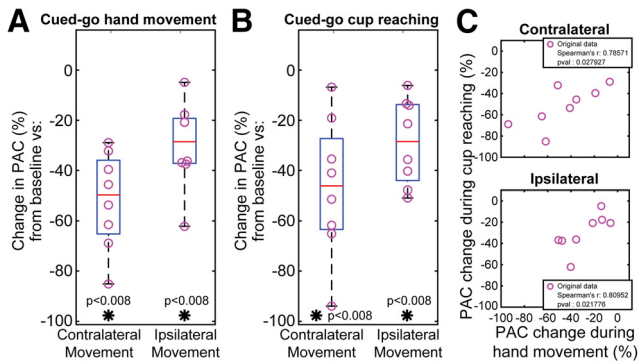 A
Cued-go hand movement
Change in PAC (%)
from baseline vs:
0
-20
-40
-60
-80
-100
p<0.008
p<0.008
*
*
Contralateral
Movement
Ipsilateral
Movement
B
Cued-go cup reaching
Change in PAC (%)
from baseline vs:
0
-20
-40
-60
-80
-100
p<0.008
* p<0.008
*
Contralateral
Movement
Ipsilateral
Movement
C
Contralateral
PAC change during
cup reaching (%)
0
-20
-40
-60
-80
-100
Original data
Spearman's r: 0.78571
pval : 0.027927
Ipsilateral
0
-20
-40
-60
-80
-100
Original data
Spearman's r: 0.80952
pval : 0.021776
-100 -80 -60 -40 -20 0
PAC change during
hand movement (%)